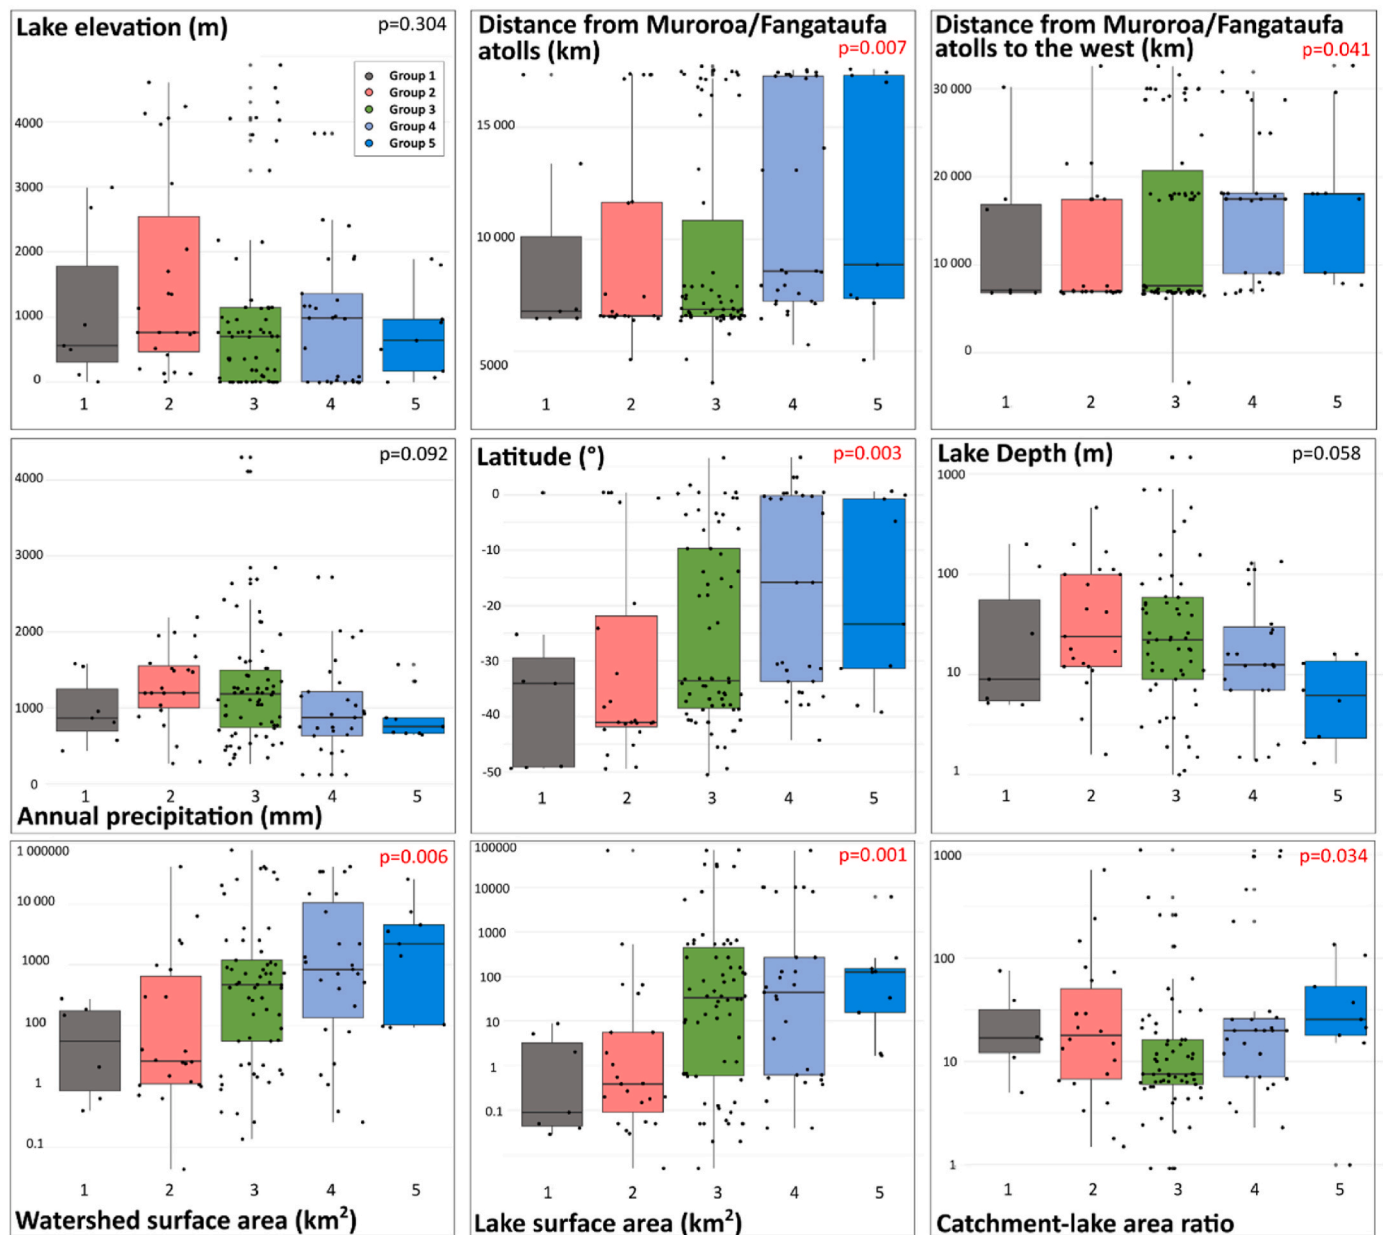 Lake elevation (m)
p=0.304
Group 1
Group 2
Group 3
Group 4
Group 5
4000
3000
2000
1000
0
1 2 3 4 5
Distance from Muroroa/Fangataufa
atolls (km)
p=0.007
15 000
10 000
5000
1 2 3 4 5
Distance from Muroroa/Fangataufa
atolls to the west (km)
p=0.041
30 000
20 000
10 000
0
1 2 3 4 5
p=0.092
4000
3000
2000
1000
0
1 2 3 4 5
Annual precipitation (mm)
Latitude (°)
p=0.003
0
-10
-20
-30
-40
-50
1 2 3 4 5
Lake Depth (m)
p=0.058
1000
100
10
1
1 2 3 4 5
1 000000
p=0.006
10 000
1000
100
1
0.1
1 2 3 4 5
Watershed surface area (km²)
100000
p=0.001
10000
1000
100
10
1
0.1
1 2 3 4 5
Lake surface area (km²)
1000
p=0.034
100
10
1
1 2 3 4 5
Catchment-lake area ratio